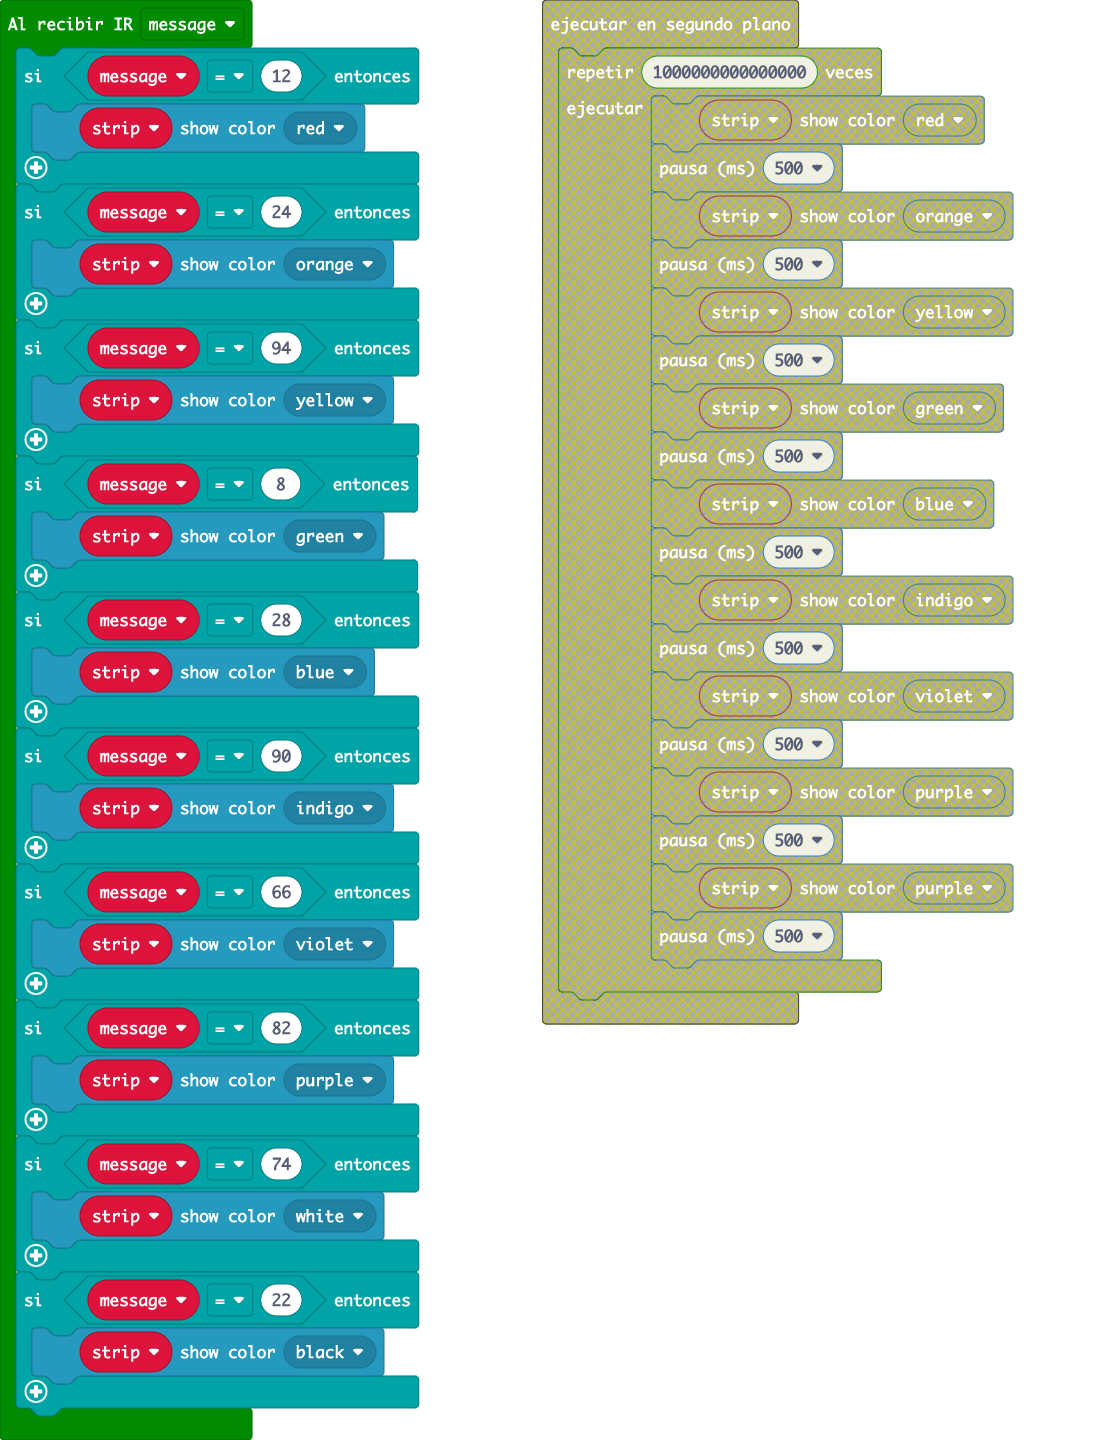 Al recibir IR message
si message = 12 entonces
strip show color red
si message = 24 entonces
strip show color orange
si message = 94 entonces
strip show color yellow
si message = 8 entonces
strip show color green
si message = 28 entonces
strip show color blue
si message = 90 entonces
strip show color indigo
si message = 66 entonces
strip show color violet
si message = 82 entonces
strip show color purple
si message = 74 entonces
strip show color white
si message = 22 entonces
strip show color black
ejecutar en segundo plano
repetir 1000000000000000 veces
ejecutar strip show color red
pausa (ms) 500
strip show color orange
pausa (ms) 500
strip show color yellow
pausa (ms) 500
strip show color green
pausa (ms) 500
strip show color blue
pausa (ms) 500
strip show color indigo
pausa (ms) 500
strip show color violet
pausa (ms) 500
strip show color purple
pausa (ms) 500
strip show color purple
pausa (ms) 500